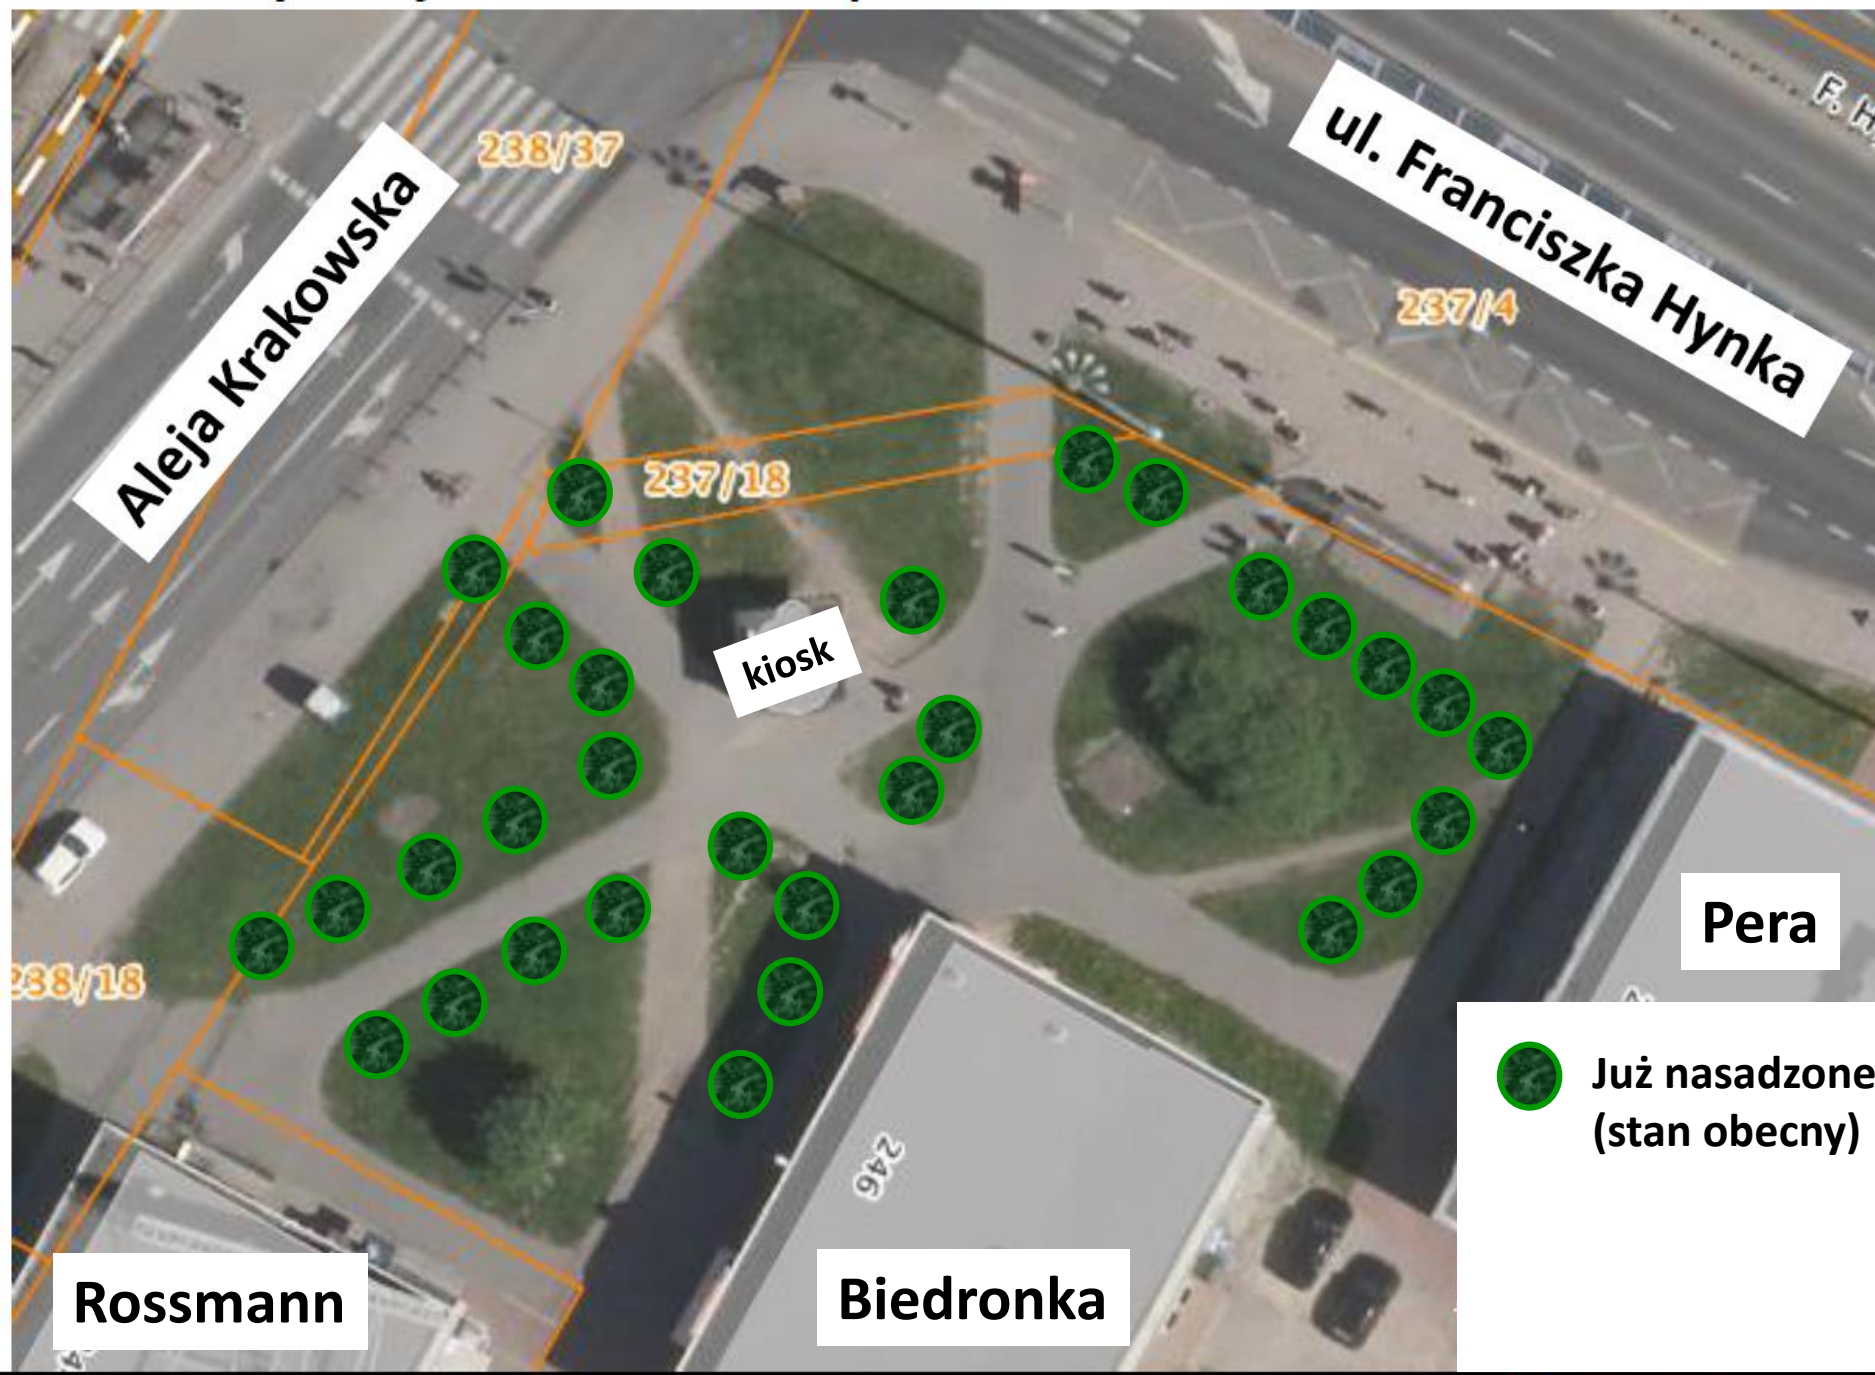 238/37
Aleja Krakowska
ul. Franciszka Hynka
237/4
237/18
kiosk
238/18
Pera
Już nasadzone
(stan obecny)
246
Rossmann
Biedronka